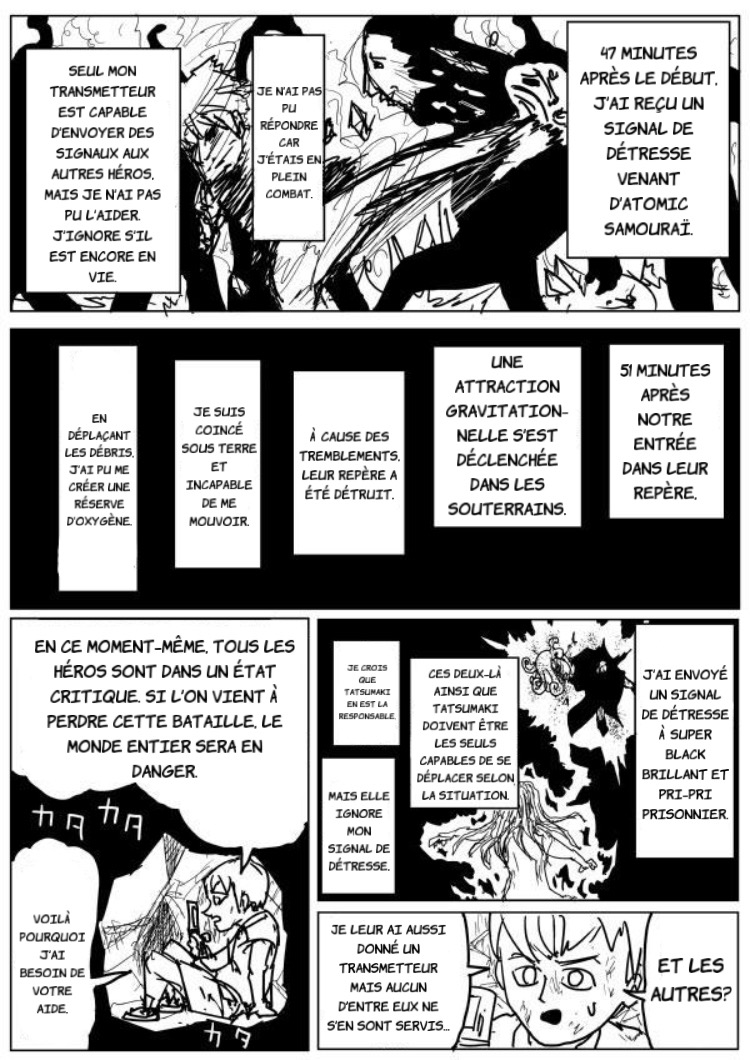 47 MINUTES
APRÈS LE DÉBUT,
J'AI REÇU UN
SIGNAL DE
DÉTRESSE
VENANT
D'ATOMIC
SAMOURAÏ.
JE N'AI PAS
PU
RÉPONDRE
CAR
J'ÉTAIS EN
PLEIN
COMBAT.
SEUL MON
TRANSMETTEUR
EST CAPABLE
D'ENVOYER DES
SIGNAUX AUX
AUTRES HÉROS,
MAIS JE N'AI PAS
PU L'AIDER.
J'IGNORE S'IL
EST ENCORE EN
VIE.
51 MINUTES
APRÈS
NOTRE
ENTRÉE
DANS LEUR
REPÈRE,
UNE
ATTRACTION
GRAVITATION-
NELLE S'EST
DÉCLENCHÉE
DANS LES
SOUTERRAINS.
À CAUSE DES
TREMBLEMENTS,
LEUR REPÈRE A
ÉTÉ DÉTRUIT.
JE SUIS
COINCÉ
SOUS TERRE
ET
INCAPABLE
DE ME
MOUVOIR.
EN
DÉPLAÇANT
LES DÉBRIS,
J'AI PU ME
CRÉER UNE
RÉSERVE
D'OXYGÈNE.
J'AI ENVOYÉ
UN SIGNAL
DE DÉTRESSE
À SUPER
BLACK
BRILLANT ET
PRI-PRI
PRISONNIER.
CES DEUX-LÀ
AINSI QUE
TATSUMAKI
DOIVENT ÊTRE
LES SEULS
CAPABLES DE SE
DÉPLACER SELON
LA SITUATION.
JE CROIS
QUE
TATSUMAKI
EN EST LA
RESPONSABLE.
MAIS ELLE
IGNORE
MON
SIGNAL DE
DÉTRESSE.
ET LES
AUTRES?
JE LEUR AI AUSSI
DONNÉ UN
TRANSMETTEUR
MAIS AUCUN
D'ENTRE EUX NE
S'EN SONT SERVIS...
EN CE MOMENT-MÊME, TOUS LES
HÉROS SONT DANS UN ÉTAT
CRITIQUE. SI L'ON VIENT À
PERDRE CETTE BATAILLE, LE
MONDE ENTIER SERA EN
DANGER.
カタ
カタ
VOILÀ
POURQUOI
J'AI
BESOIN DE
VOTRE
AIDE.
カタ